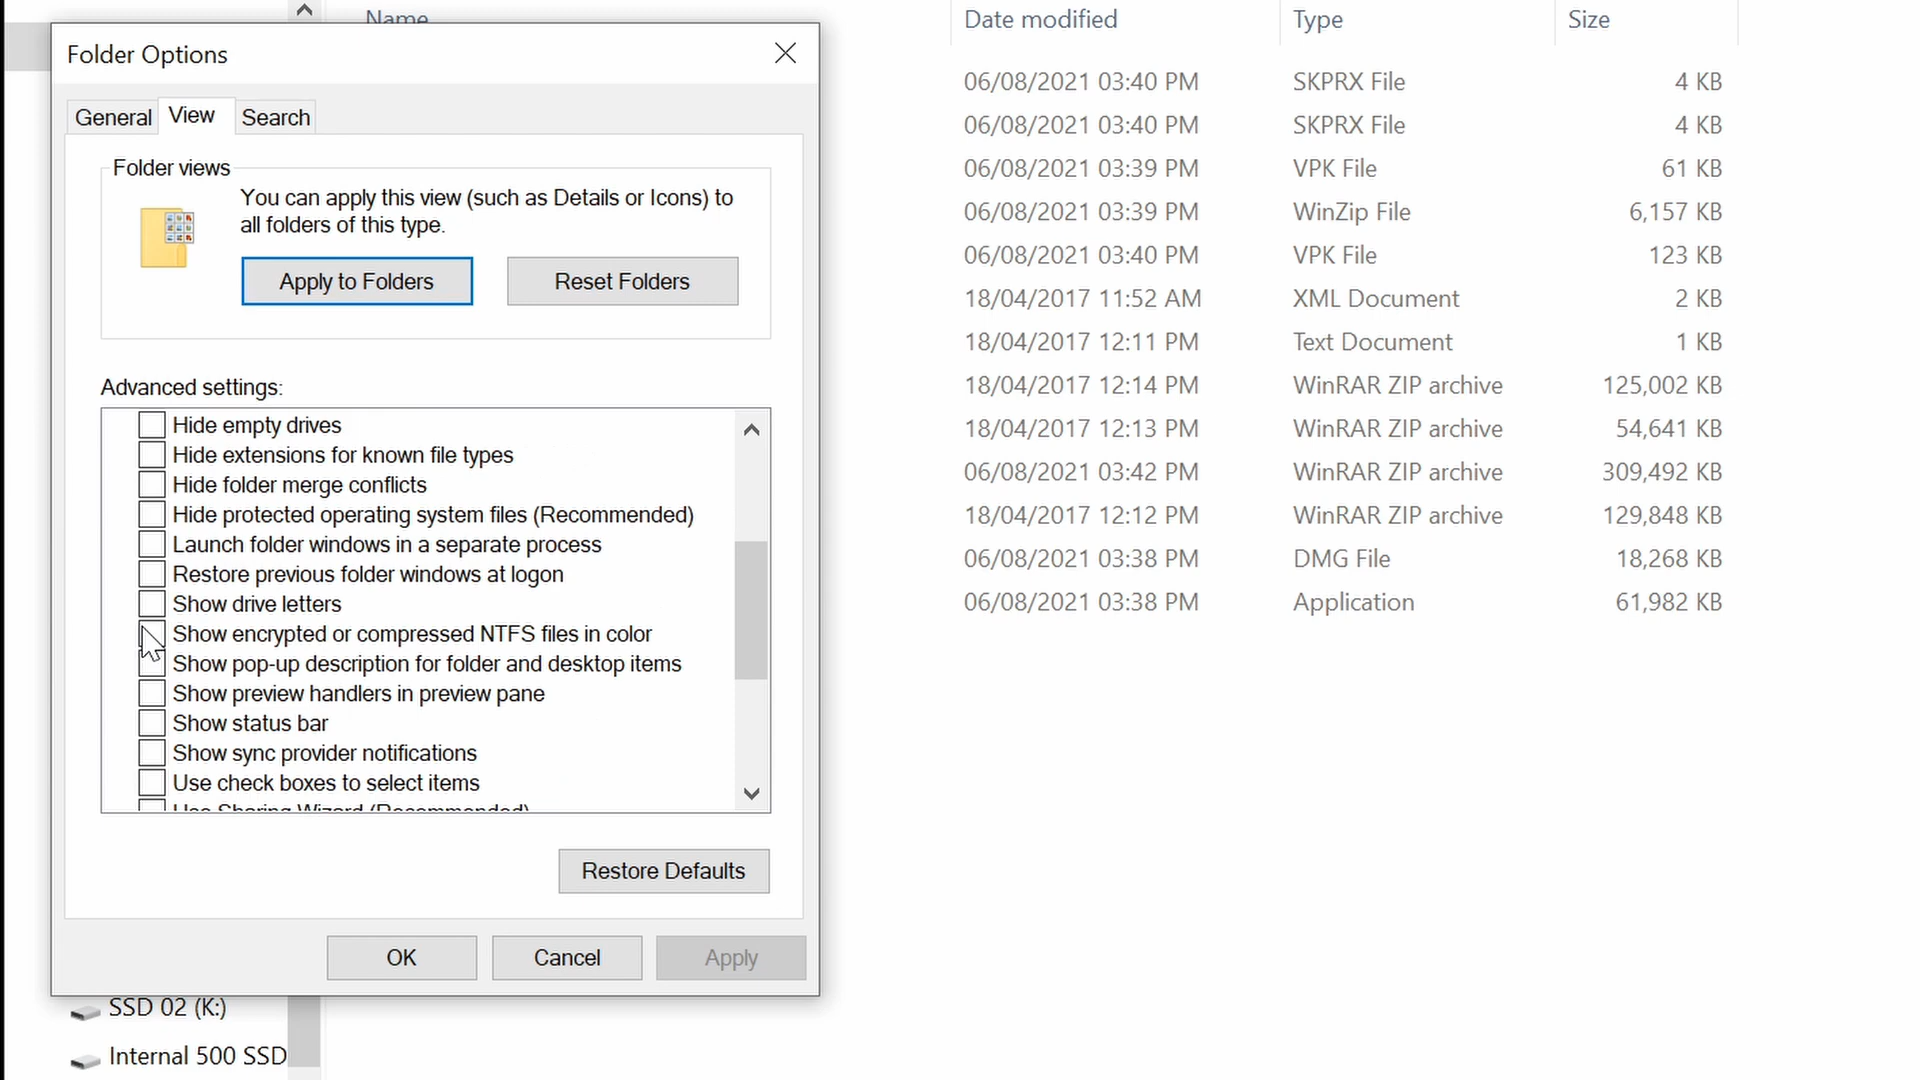 Name
Date modified
Type
Size
Folder Options
General
View
Search
Folder views
You can apply this view (such as Details or Icons) to
all folders of this type.
Apply to Folders
Reset Folders
Advanced settings:
Hide empty drives
Hide extensions for known file types
Hide folder merge conflicts
Hide protected operating system files (Recommended)
Launch folder windows in a separate process
Restore previous folder windows at logon
Show drive letters
Show encrypted or compressed NTFS files in color
Show pop-up description for folder and desktop items
Show preview handlers in preview pane
Show status bar
Show sync provider notifications
Use check boxes to select items
Use Sharing Wizard (Recommended)
Restore Defaults
OK
Cancel
Apply
SSD 02 (K:)
Internal 500 SSD
06/08/2021 03:40 PM SKPRX File 4 KB
06/08/2021 03:40 PM SKPRX File 4 KB
06/08/2021 03:39 PM VPK File 61 KB
06/08/2021 03:39 PM WinZip File 6,157 KB
06/08/2021 03:40 PM VPK File 123 KB
18/04/2017 11:52 AM XML Document 2 KB
18/04/2017 12:11 PM Text Document 1 KB
18/04/2017 12:14 PM WinRAR ZIP archive 125,002 KB
18/04/2017 12:13 PM WinRAR ZIP archive 54,641 KB
06/08/2021 03:42 PM WinRAR ZIP archive 309,492 KB
18/04/2017 12:12 PM WinRAR ZIP archive 129,848 KB
06/08/2021 03:38 PM DMG File 18,268 KB
06/08/2021 03:38 PM Application 61,982 KB